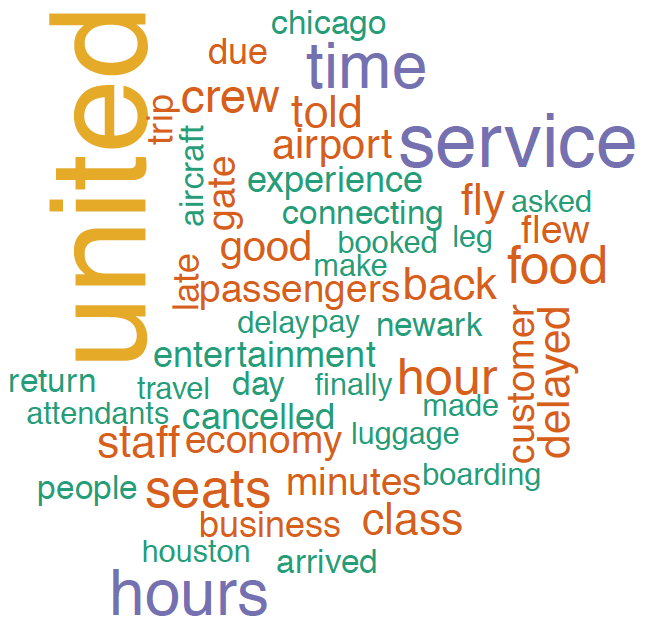 chicago
due
time
united
trip
crew
told
aircraft
airport
service
gate
experience
fly
asked
connecting
flew
good
booked
leg
late
make
food
passengers
back
delay
pay
newark
customer
delayed
entertainment
return
travel
day
finally
hour
made
attendants
cancelled
staff
economy
luggage
people
seats
minutes
boarding
business
class
houston
arrived
hours